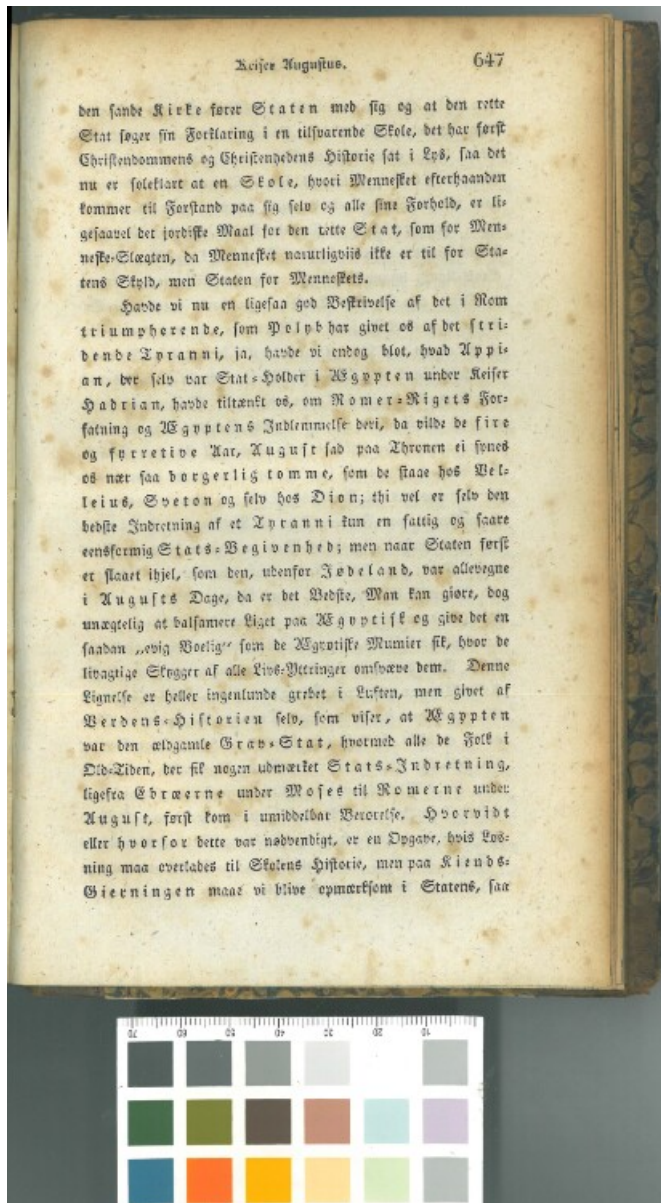 Keiser Augustus. 647
den sande Kirke fører Staten med sig og at den rette
Stat søger sin Forklaring i en tilsvarende Skole, det har først
Christendommens og Christenhedens Historie sat i Lys, saa det
nu er soleklart at en Skole, hvori Mennesket efterhaanden
kommer til Forstand paa sig selv og alle sine Forhold, er li-
gesaavel det jordiske Maal for den rette Stat, som for Men-
neske-Slægten, da Mennesket naturligviis ikke er til for Sta-
tens Skyld, men Staten for Menneskets.
Havde vi nu en ligesaa god Beskrivelse af det i Rom
triumpherende, som Polyb har givet os af det stri-
dende Tyranni, ja, havde vi endog blot, hvad Appi-
an, der selv var Stat-Holder i Ægypten under Keiser
Hadrian, havde tiltænkt os, om Romer-Rigets For-
fatning og Ægyptens Indlemmelse deri, da vilde de fire
og fyrretive Aar, August sad paa Thronen ei synes
os nær saa borgerlig tomme, som de staae hos Vel-
leius, Sveton og selv hos Dion; thi vel er selv den
bedste Indretning af et Tyranni kun en fattig og saare
eensformig Stats-Begivenhed; men naar Staten først
er slaaet ihjel, som den, udenfor Jødeland, var allevegne
i Augusts Dage, da er det Bedste, Man kan giøre, dog
unægtelig at balsamere Liget paa Ægyptisk og give det en
saadan „evig Boelig“ som de Ægyptiske Mumier fik, hvor de
livagtige Skygger af alle Livs-Yttringer omsvæve dem. Denne
Lignelse er heller ingenlunde grebet i Luften, men givet af
Verdens-Historien selv, som viser, at Ægypten
var den ældgamle Grav-Stat, hvormed alle de Folk i
Old-Tiden, der fik nogen udmærket Stats-Indretning,
ligefra Ebræerne under Moses til Romerne under
August, først kom i umiddelbar Berørelse. Hvorvidt
eller hvorfor dette var nødvendigt, er en Opgave, hvis Løs-
ning maa overlades til Skolens Historie, men paa Kiends-
Gierningen maae vi blive opmærksom i Statens, saa
70 60 50 40 30 20 10